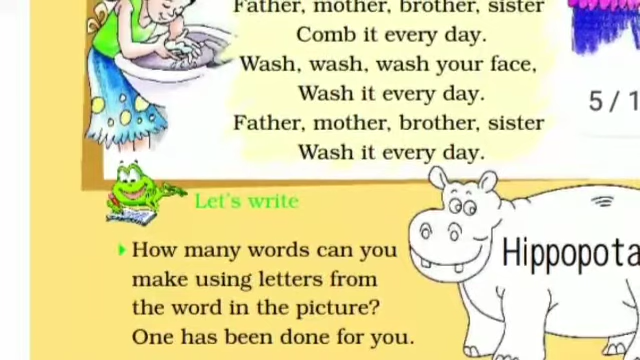 Father, mother, brother, sister
Comb it every day.
Wash, wash, wash your face,
Wash it every day.
Father, mother, brother, sister
Wash it every day.
5 / 1
Let's write
How many words can you
make using letters from
the word in the picture?
One has been done for you.
Hippopota